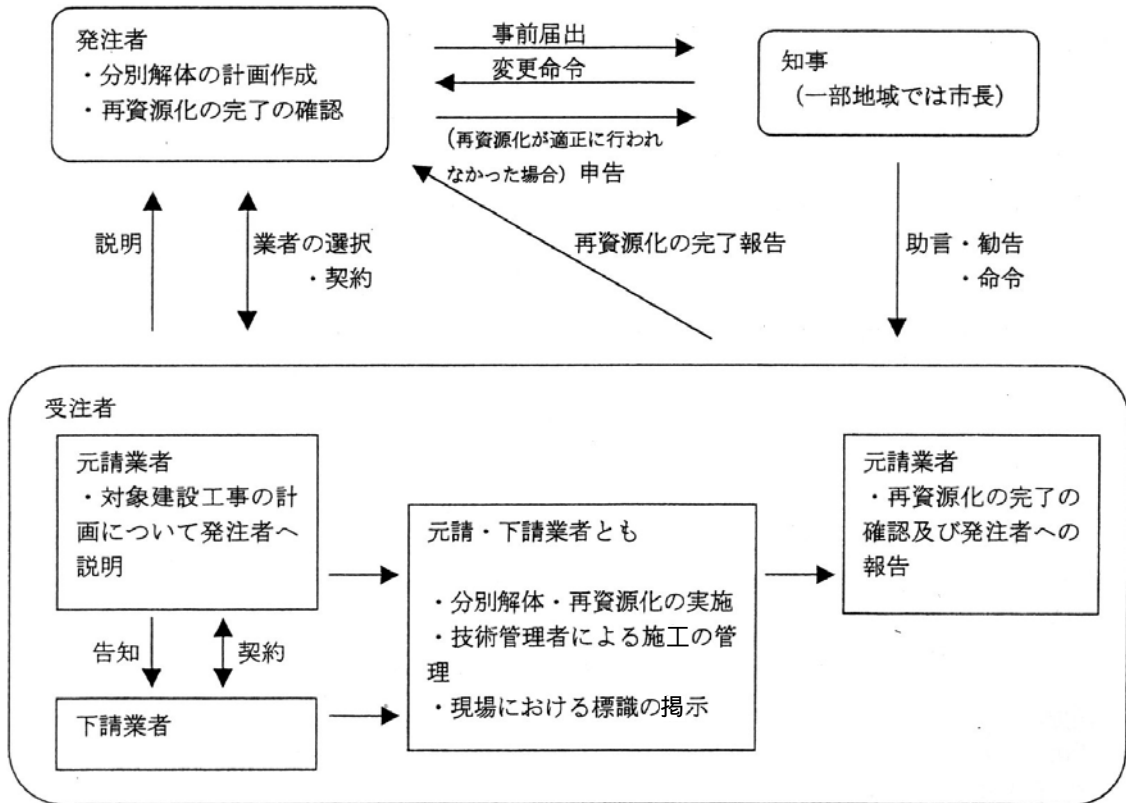 発注者
・分別解体の計画作成
・再資源化の完了の確認
事前届出
変更命令
(再資源化が適正に行われ
なかった場合) 申告
知事
(一部地域では市長)
説明
業者の選択
・契約
再資源化の完了報告
助言・勧告
・命令
受注者
元請業者
・対象建設工事の計
画について発注者へ
説明
告知
契約
下請業者
元請・下請業者とも
・分別解体・再資源化の実施
・技術管理者による施工の管
理
・現場における標識の掲示
元請業者
・再資源化の完了の
確認及び発注者への
報告